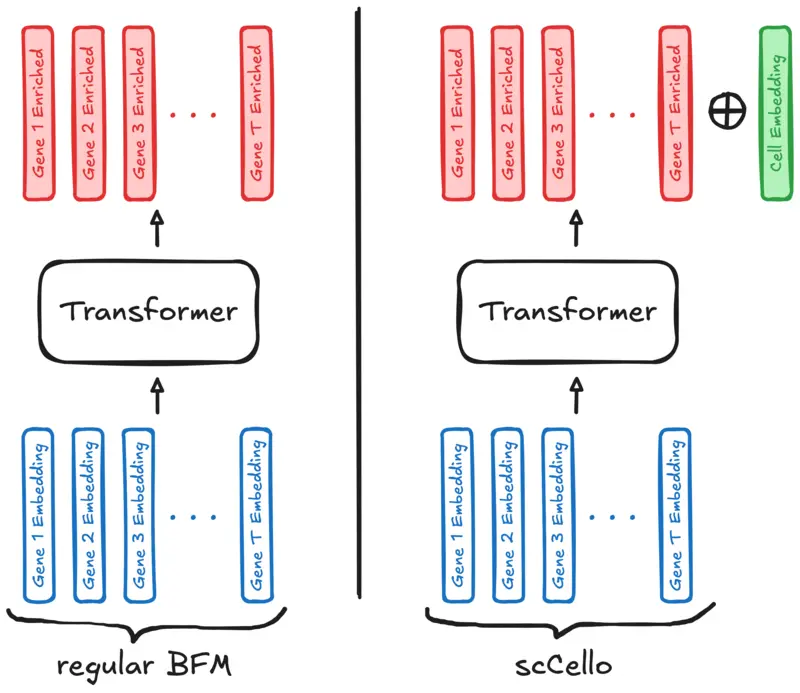 Gene 1 Enriched
Gene 2 Enriched
Gene 3 Enriched
. . .
Gene T Enriched
Transformer
Gene 1 Embedding
Gene 2 Embedding
Gene 3 Embedding
. . .
Gene T Embedding
regular BFM
Gene 1 Enriched
Gene 2 Enriched
Gene 3 Enriched
. . .
Gene T Enriched
⊕
Cell Embedding
Transformer
Gene 1 Embedding
Gene 2 Embedding
Gene 3 Embedding
. . .
Gene T Embedding
scCello